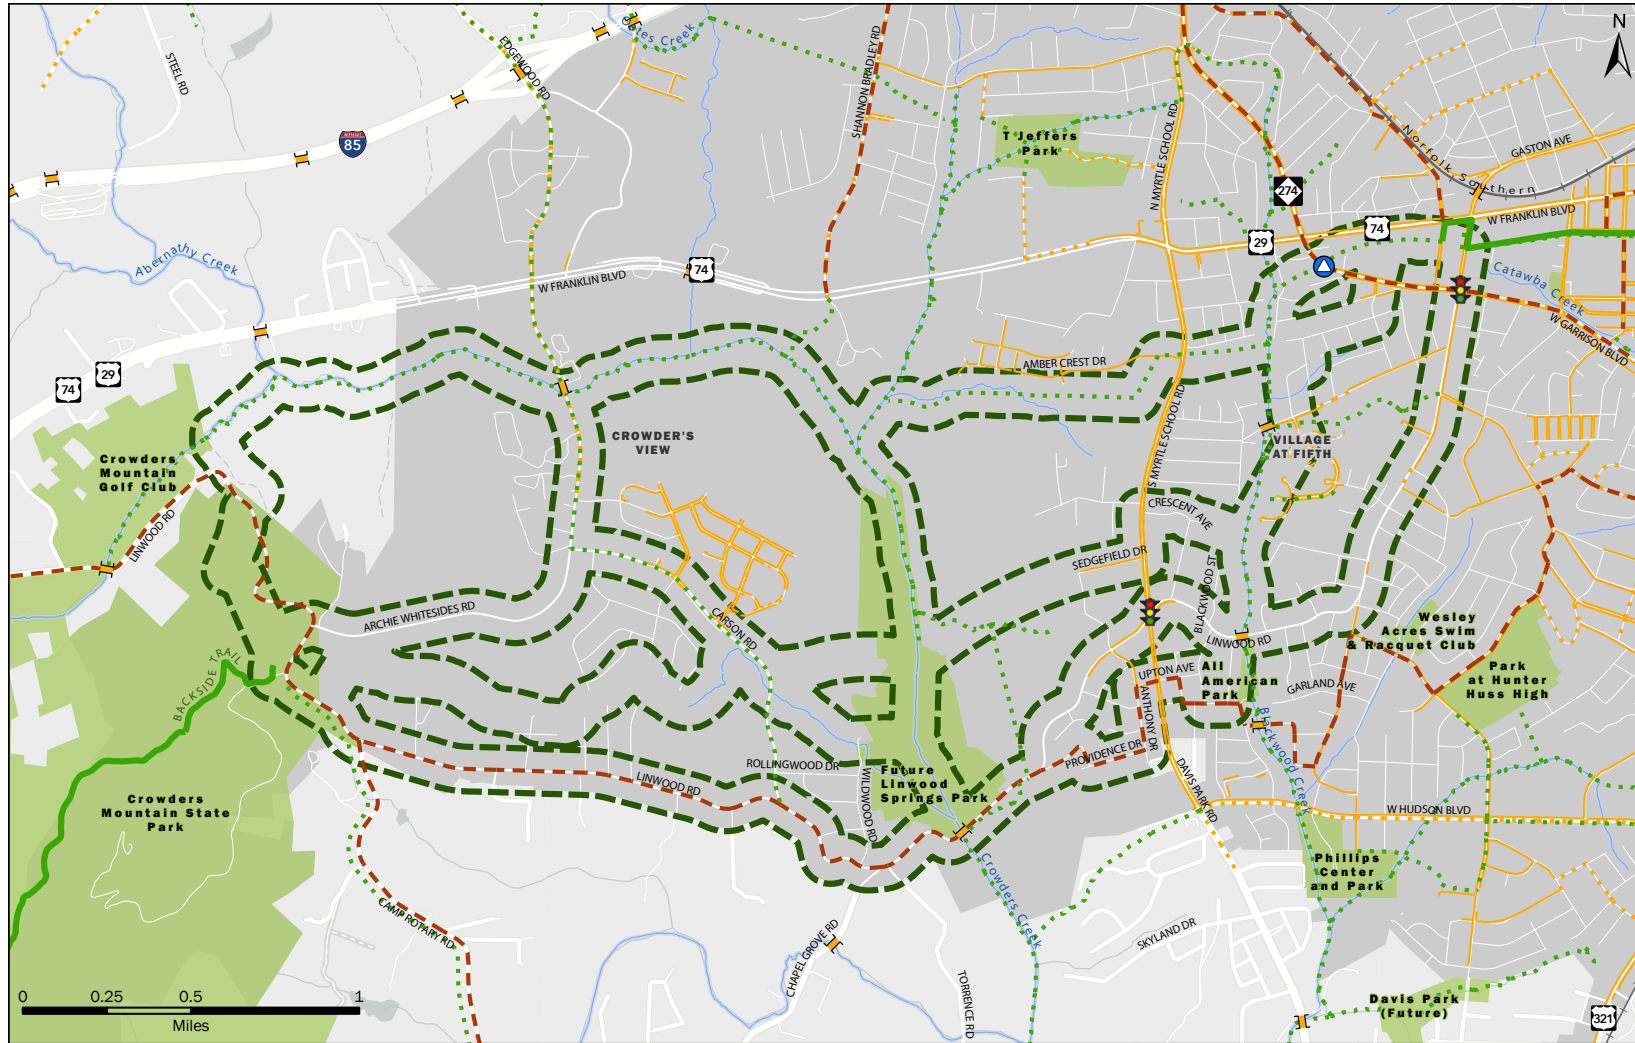 N
Crowders
Mountain
Golf Club
Crowders
Mountain State
Park
T Jeffers
Park
CROWDER'S
VIEW
VILLAGE
AT FIFTH
Wesley
Acres Swim
& Racquet Club
Park
at Hunter
Huss High
All
American
Park
Future
Linwood
Springs Park
Phillips
Center
and Park
Davis Park
(Future)
STEEL RD
EDGEWOOD RD
SHANNON BRADLEY RD
N MYRTLE SCHOOL RD
S MYRTLE SCHOOL RD
GASTON AVE
Norfolk Southern
W FRANKLIN BLVD
W FRANKLIN BLVD
W GARRISON BLVD
Catawba Creek
Abernathy Creek
AMBER CREST DR
CRESCENT AVE
SEDGEFIELD DR
BLACKWOOD ST
LINWOOD RD
LINWOOD RD
LINWOOD RD
ARCHIE WHITESIDES RD
CARSON RD
BACKSIDE TRAIL
UPTON AVE
ANTHONY DR
GARLAND AVE
Blackwood Creek
PROVIDENCE DR
DAVIS PARK RD
ROLLINGWOOD DR
WILDWOOD RD
W HUDSON BLVD
Crowders Creek
CAMP ROTARY RD
CHAPEL GROVE RD
TORRENCE RD
SKYLAND DR
85
74
29
74
29
74
274
321
0 0.25 0.5 1
Miles